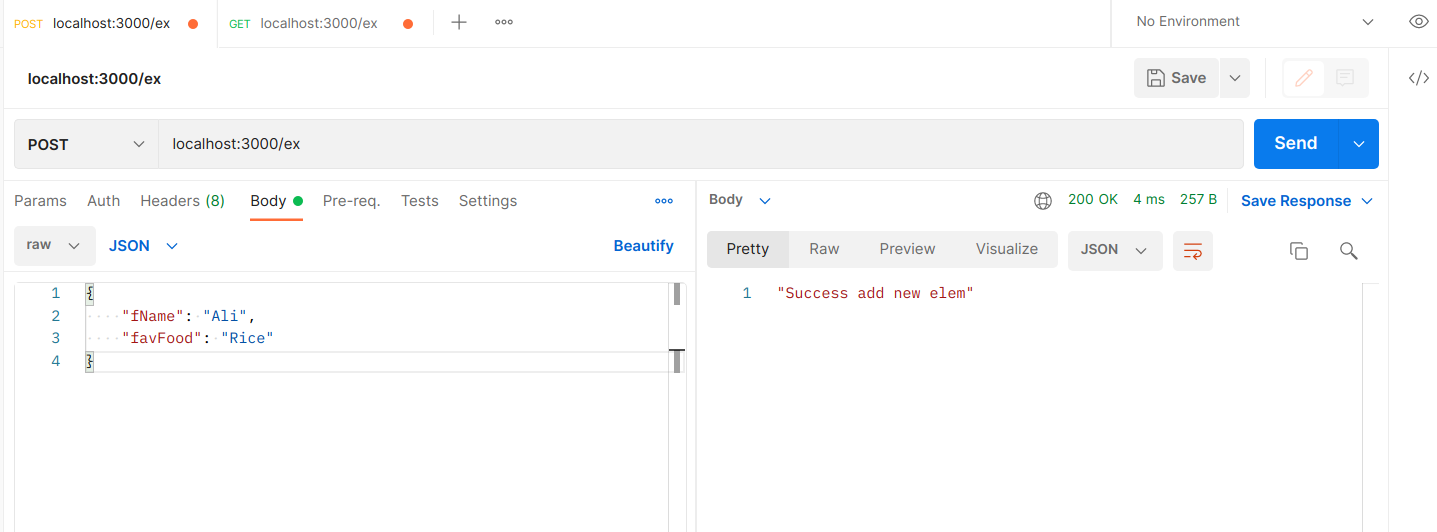 POST localhost:3000/ex GET localhost:3000/ex No Environment
localhost:3000/ex Save
POST localhost:3000/ex Send
Params Auth Headers (8) Body Pre-req. Tests Settings
Body 200 OK 4 ms 257 B Save Response
raw JSON Beautify
Pretty Raw Preview Visualize JSON
1 {
2 "fName": "Ali",
3 "favFood": "Rice"
4 }
1 "Success add new elem"